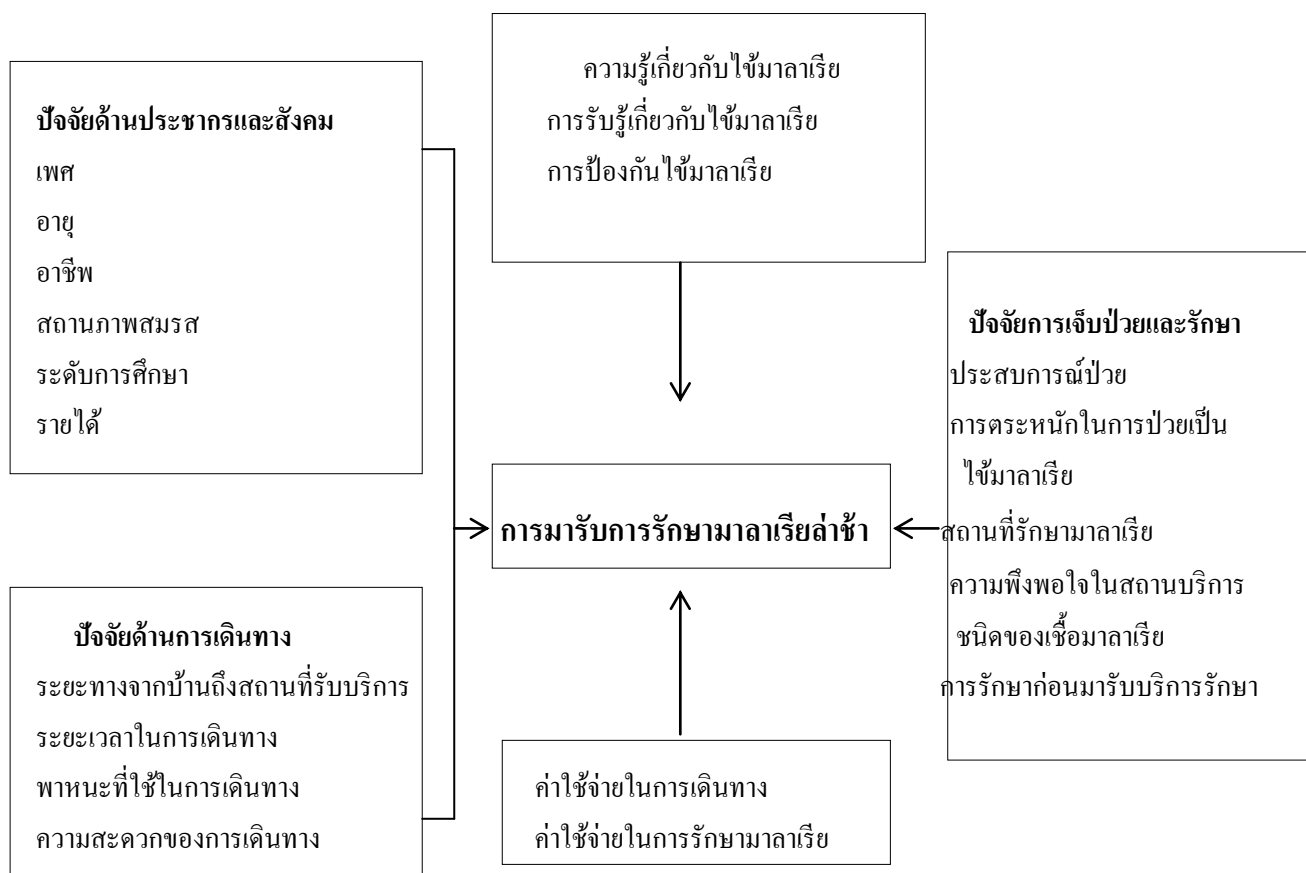 ความรู้เกี่ยวกับไข้มาลาเรีย
การรับรู้เกี่ยวกับไข้มาลาเรีย
การป้องกันไข้มาลาเรีย
ปัจจัยด้านประชากรและสังคม
เพศ
อายุ
อาชีพ
สถานภาพสมรส
ระดับการศึกษา
รายได้
ปัจจัยการเจ็บป่วยและรักษา
ประสบการณ์ป่วย
การตระหนักในการป่วยเป็น
ไข้มาลาเรีย
สถานที่รักษามาลาเรีย
ความพึงพอใจในสถานบริการ
ชนิดของเชื้อมาลาเรีย
การรักษาก่อนมารับบริการรักษา
การมารับการรักษามาลาเรียล่าช้า
ปัจจัยด้านการเดินทาง
ระยะทางจากบ้านถึงสถานที่รับบริการ
ระยะเวลาในการเดินทาง
พาหนะที่ใช้ในการเดินทาง
ความสะดวกของการเดินทาง
ค่าใช้จ่ายในการเดินทาง
ค่าใช้จ่ายในการรักษามาลาเรีย